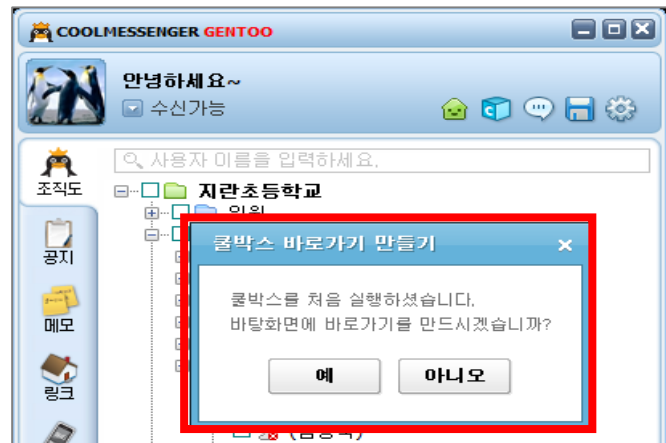 COOLMESSENGER GENTOO
안녕하세요~
수신가능
사용자 이름을 입력하세요.
조직도
지란초등학교
임원
공지
쿨박스 바로가기 만들기
쿨박스를 처음 실행하셨습니다.
바탕화면에 바로가기를 만드시겠습니까?
메모
예
아니오
링크